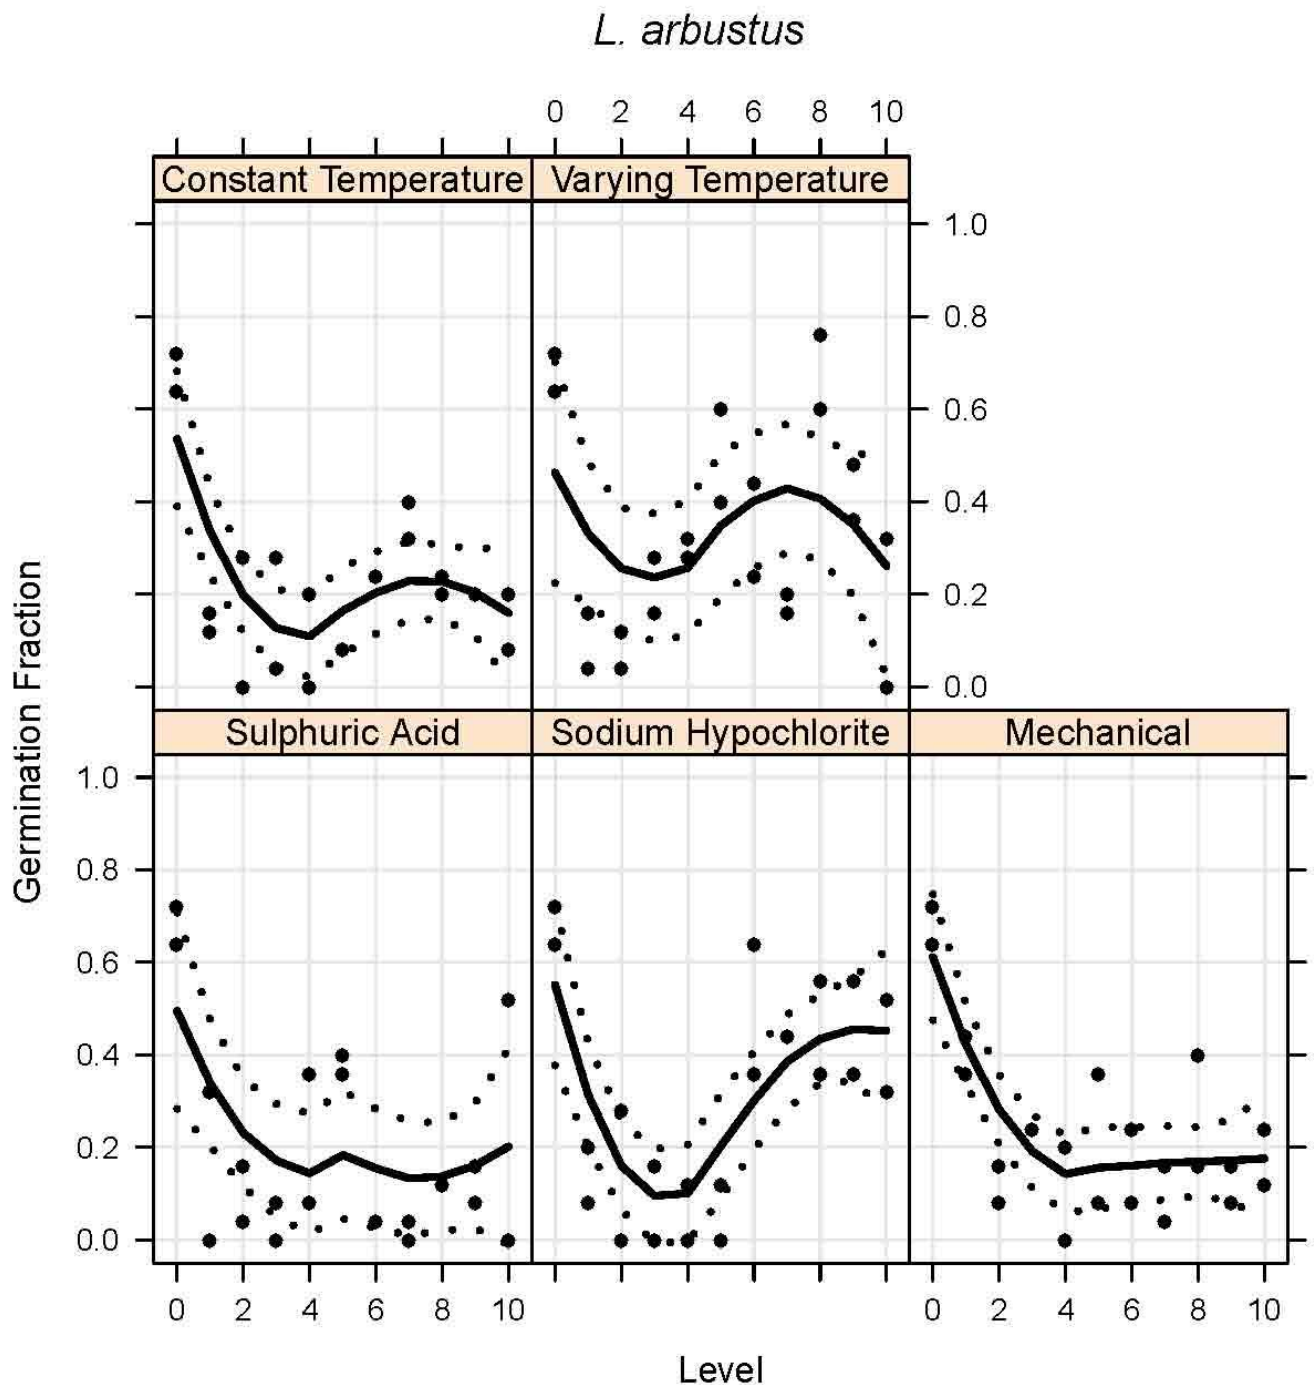 L. arbustus
0 2 4 6 8 10
Constant Temperature Varying Temperature
1.0
0.8
0.6
0.4
0.2
0.0
Germination Fraction
Sulphuric Acid Sodium Hypochlorite Mechanical
1.0
0.8
0.6
0.4
0.2
0.0
0 2 4 6 8 10 0 2 4 6 8 10
Level